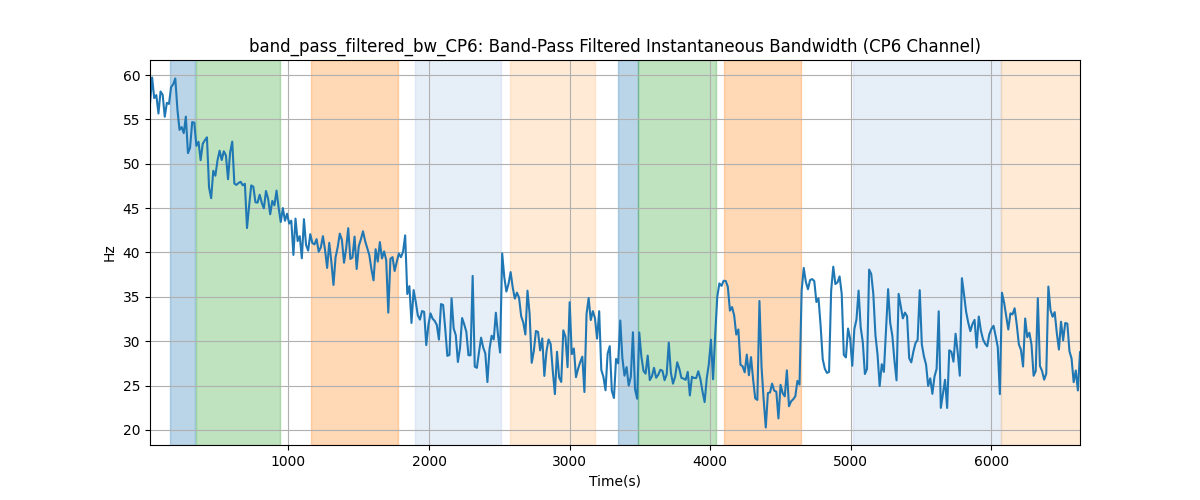 band_pass_filtered_bw_CP6: Band-Pass Filtered Instantaneous Bandwidth (CP6 Channel)
60
55
50
45
40
35
30
25
20
Hz
1000 2000 3000 4000 5000 6000
Time(s)